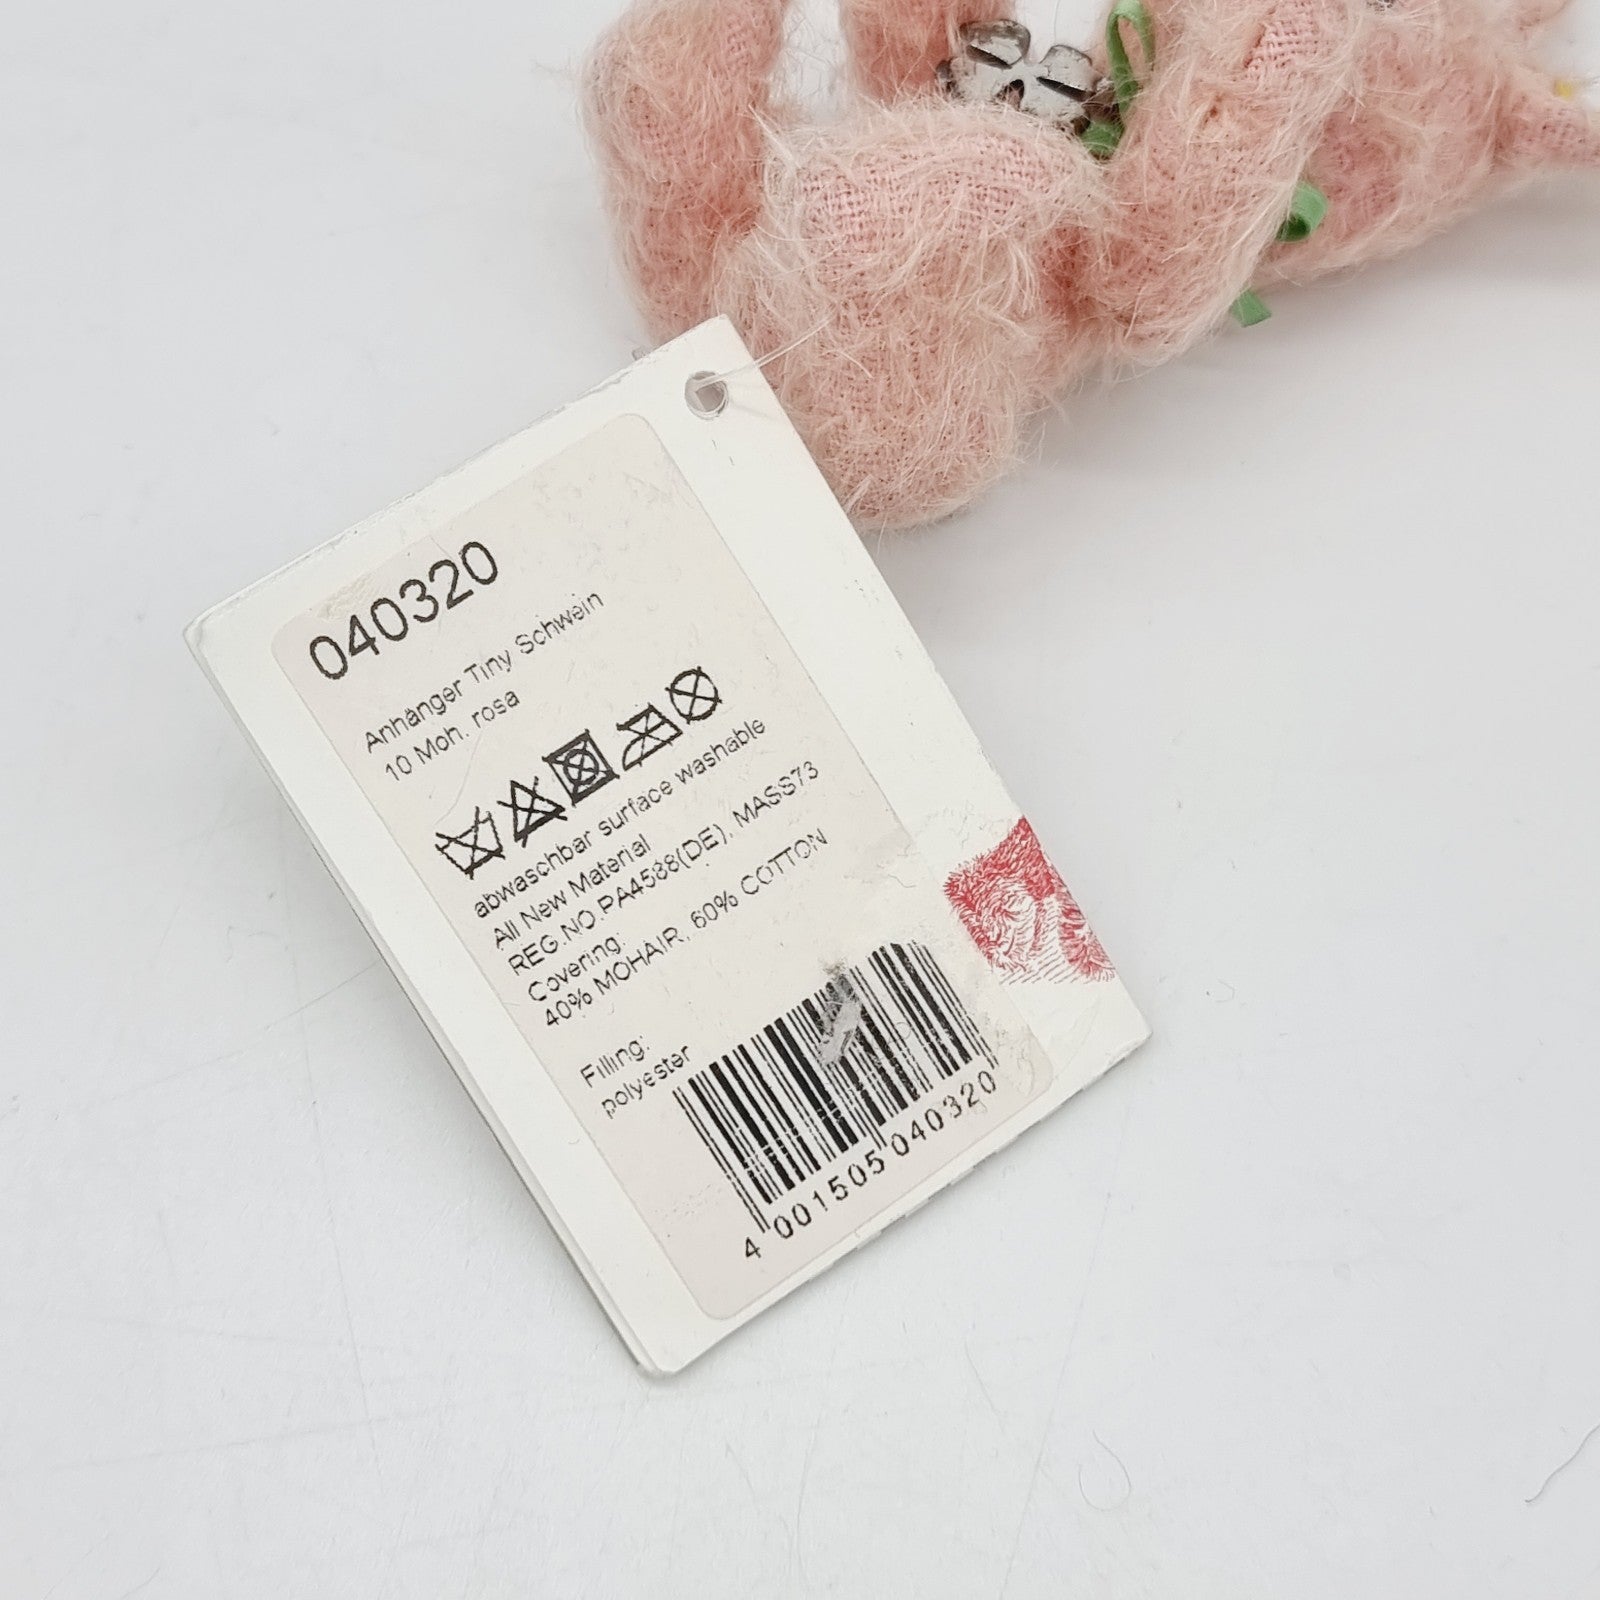 040320
Anhänger Tiny Schwein
10 Moh. rosa
abwaschbar surface washable
All New Material
REG.NO.PA4588(DE), MASS73
Covering:
40% MOHAIR, 60% COTTON
Filling:
polyester
4 001505 040320